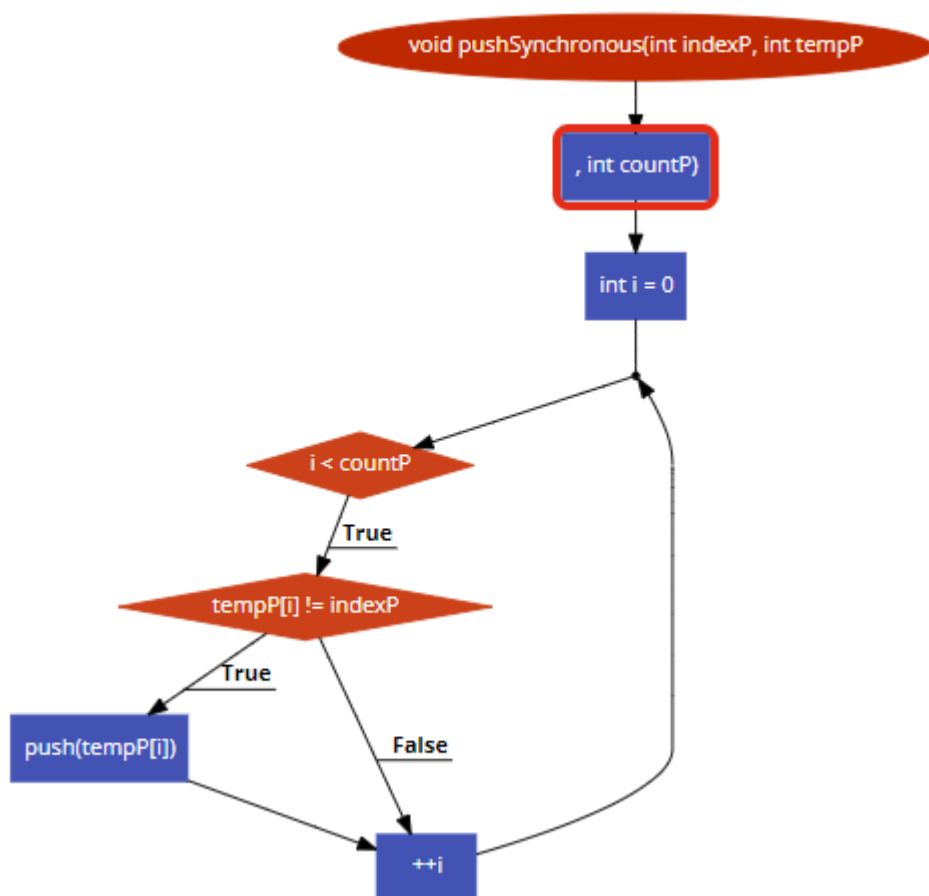 void pushSynchronous(int indexP, int tempP
, int countP)
int i = 0
i < countP
True
tempP[i] != indexP
True
push(tempP[i])
False
++i